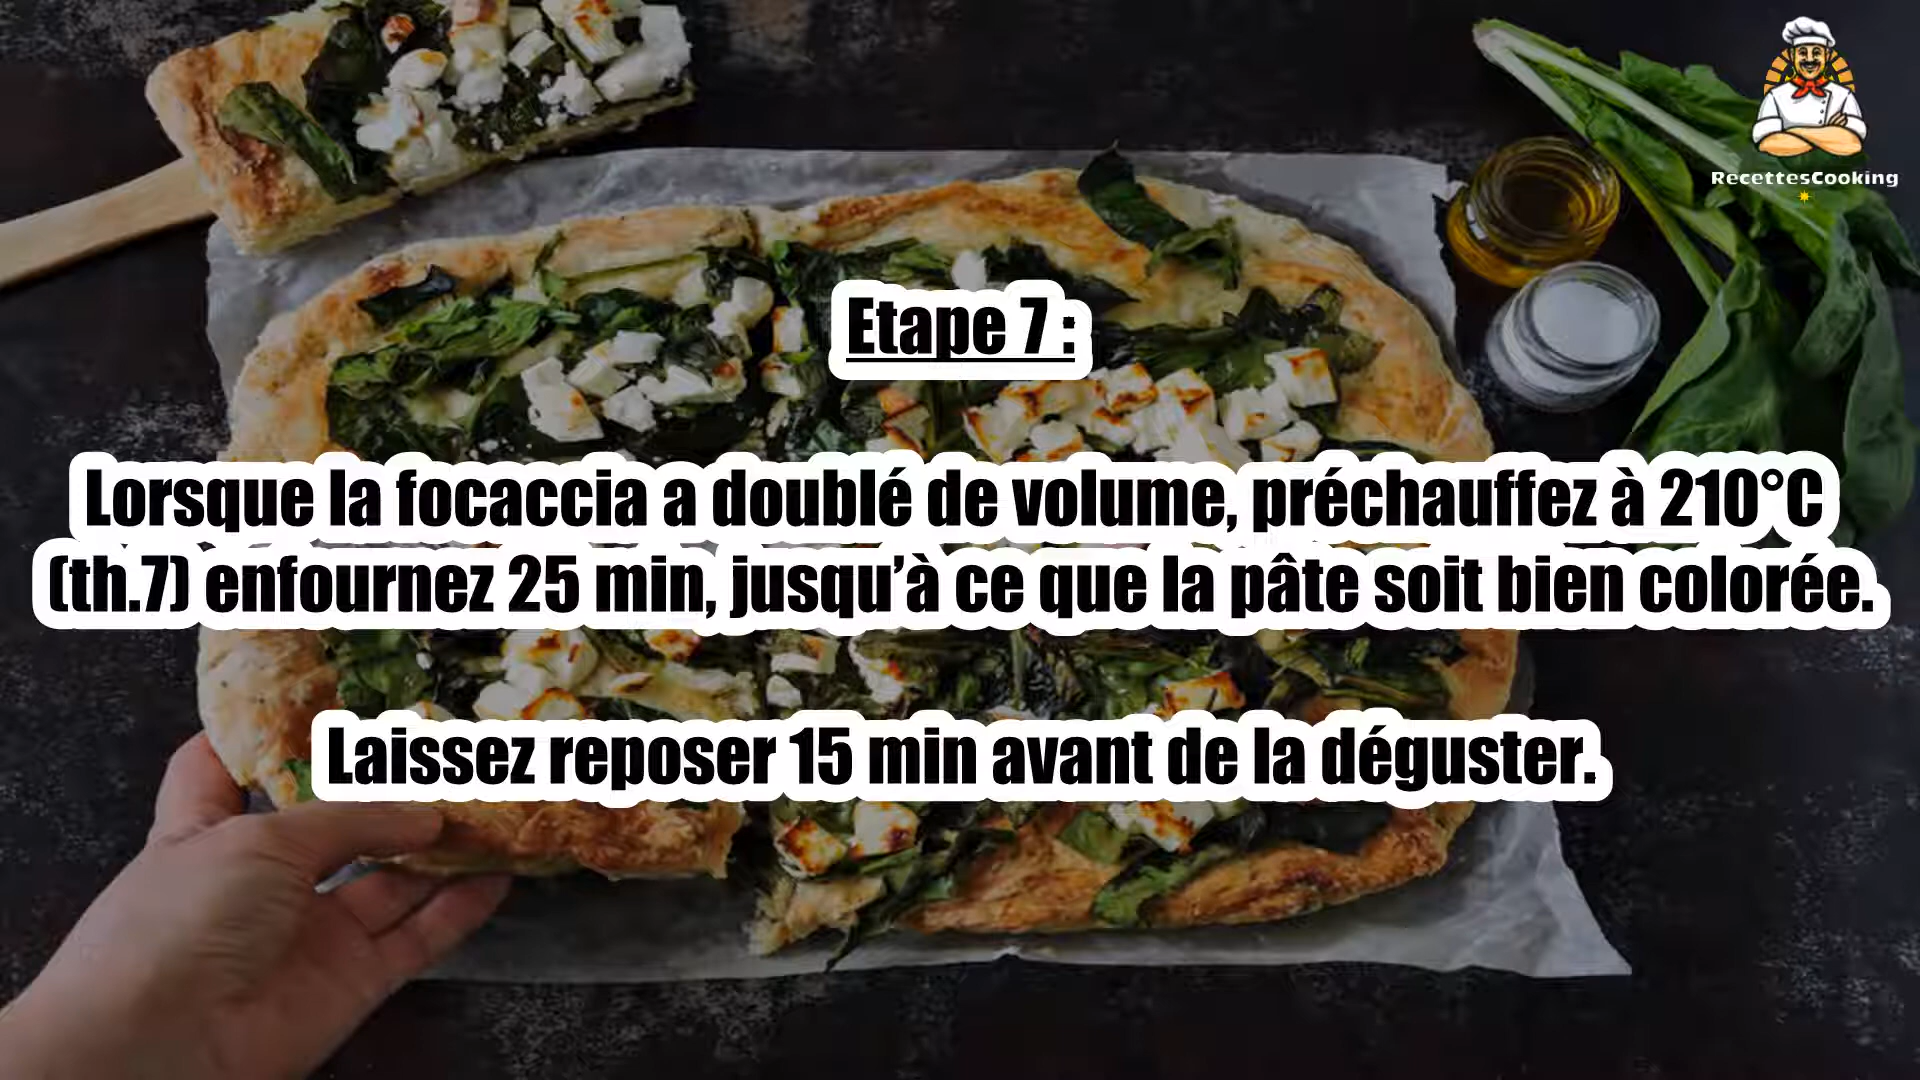 RecettesCooking
Etape 7 :
Lorsque la focaccia a doublé de volume, préchauffez à 210°C
(th.7) enfournez 25 min, jusqu’à ce que la pâte soit bien colorée.
Laissez reposer 15 min avant de la déguster.